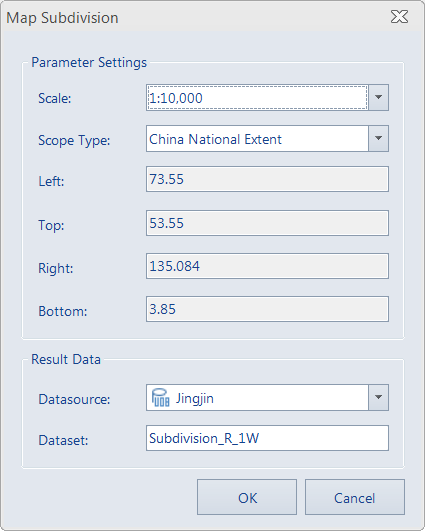 Map Subdivision
Parameter Settings
Scale: 1:10,000
Scope Type: China National Extent
Left: 73.55
Top: 53.55
Right: 135.084
Bottom: 3.85
Result Data
Datasource: UDB Jingjin
Dataset: Subdivision_R_1W
OK Cancel